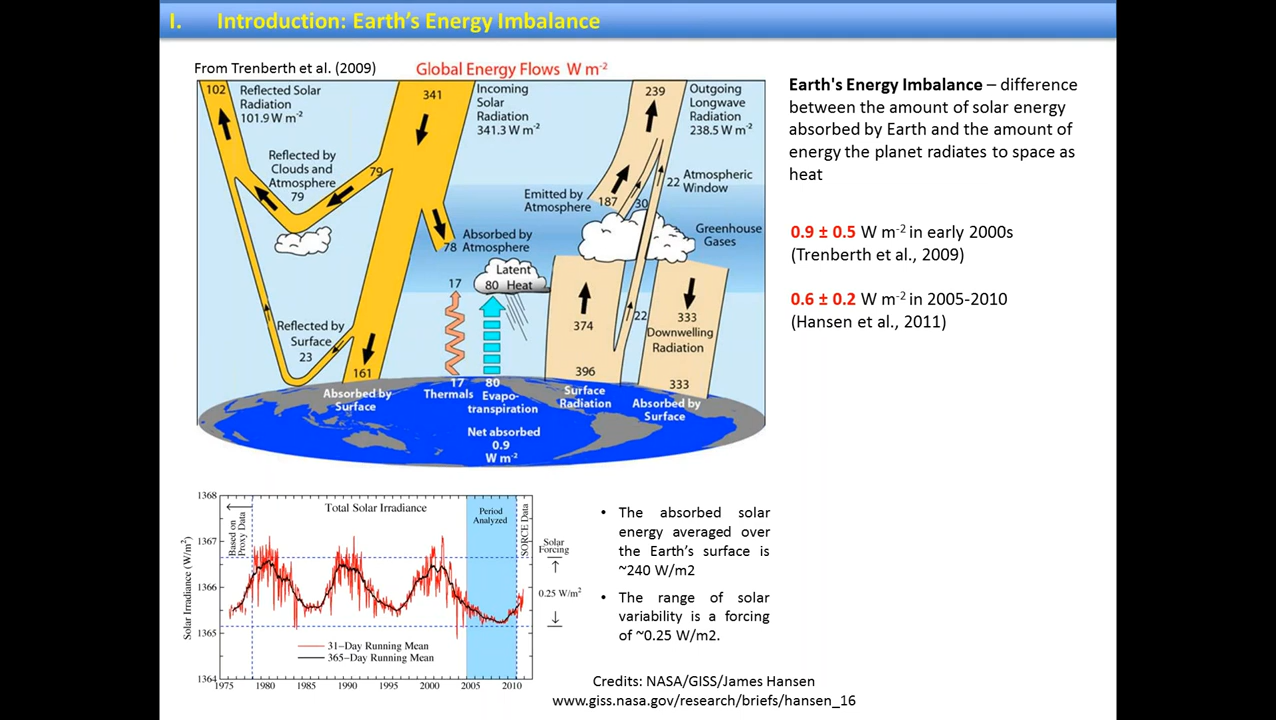 I. Introduction: Earth's Energy Imbalance
From Trenberth et al. (2009)
Global Energy Flows W m-2
102
Reflected Solar
Radiation
101.9 W m-2
341
Incoming
Solar
Radiation
341.3 W m-2
239
Outgoing
Longwave
Radiation
238.5 W m-2
Reflected by
Clouds and
Atmosphere
79
79
Emitted by
Atmosphere
187
30
22
Atmospheric
Window
Greenhouse
Gases
78
Absorbed by
Atmosphere
Latent
Heat
17
80
374
22
333
Downwelling
Radiation
Reflected by
Surface
23
161
Absorbed by
Surface
17
Thermals
80
Evapo-
transpiration
396
Surface
Radiation
333
Absorbed by
Surface
Net absorbed
0.9
W m-2
Earth's Energy Imbalance – difference
between the amount of solar energy
absorbed by Earth and the amount of
energy the planet radiates to space as
heat
0.9 ± 0.5 W m-2 in early 2000s
(Trenberth et al., 2009)
0.6 ± 0.2 W m-2 in 2005-2010
(Hansen et al., 2011)
Total Solar Irradiance
Based on
Proxy Data
Period
Analyzed
SORCE Data
Solar
Forcing
0.25 W/m2
Solar Irradiance (W/m2)
1368
1367
1366
1365
1364
31-Day Running Mean
365-Day Running Mean
1975 1980 1985 1990 1995 2000 2005 2010
• The absorbed solar
energy averaged over
the Earth's surface is
~240 W/m2
• The range of solar
variability is a forcing
of ~0.25 W/m2.
Credits: NASA/GISS/James Hansen
www.giss.nasa.gov/research/briefs/hansen_16